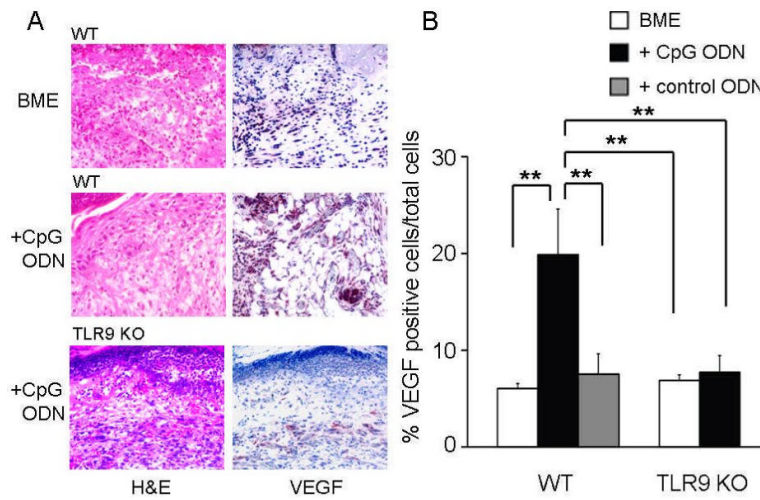 A
WT
BME
WT
+CpG
ODN
TLR9 KO
+CpG
ODN
H&E
VEGF
B
BME
+ CpG ODN
+ control ODN
% VEGF positive cells/total cells
30
20
10
0
**
**
**
**
WT
TLR9 KO